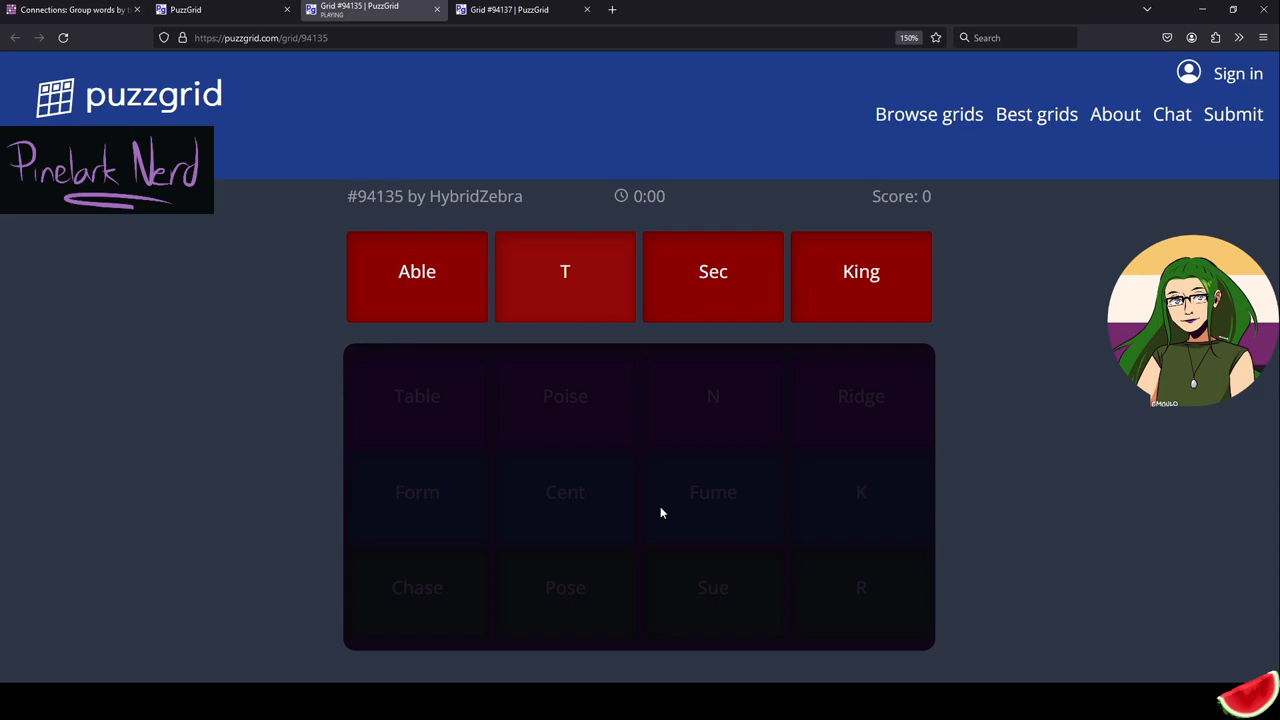 Connections: Group words by
PuzzGrid
Grid #94135 | PuzzGrid
PLAYING
Grid #94137 | PuzzGrid
https://puzzgrid.com/grid/94135
150%
Search
puzzgrid
Sign in
Browse grids Best grids About Chat Submit
Pinelark Nerd
#94135 by HybridZebra 0:00 Score: 0
Able T Sec King
Table Poise N Ridge
Form Cent Fume K
Chase Pose Sue R